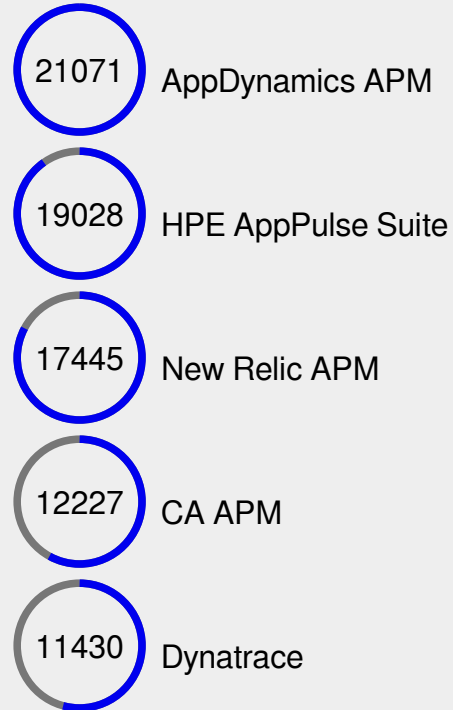 21071 AppDynamics APM
19028 HPE AppPulse Suite
17445 New Relic APM
12227 CA APM
11430 Dynatrace